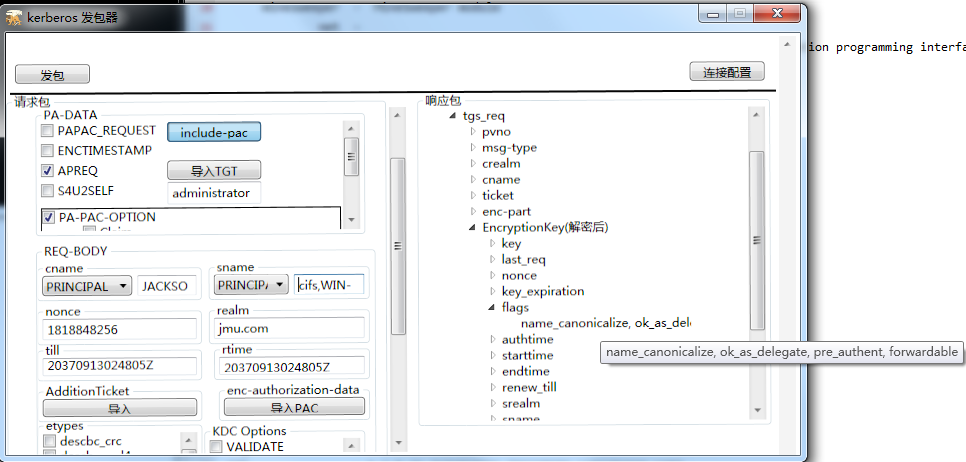 kerberos 发包器
ion programming interfa
发包
连接配置
请求包
PA-DATA
PAPAC_REQUEST
include-pac
ENCTIMESTAMP
APREQ
导入TGT
S4U2SELF
administrator
PA-PAC-OPTION
REQ-BODY
cname
sname
PRINCIPAL
JACKSO
PRINCIPA
cifs,WIN-
nonce
realm
1818848256
jmu.com
till
rtime
20370913024805Z
20370913024805Z
AdditionTicket
enc-authorization-data
导入
导入PAC
etypes
KDC Options
descbc_crc
VALIDATE
响应包
tgs_req
pvno
msg-type
crealm
cname
ticket
enc-part
EncryptionKey(解密后)
key
last_req
nonce
key_expiration
flags
name_canonicalize, ok_as_dele
authtime
name_canonicalize, ok_as_delegate, pre_authent, forwardable
starttime
endtime
renew_till
srealm
sname